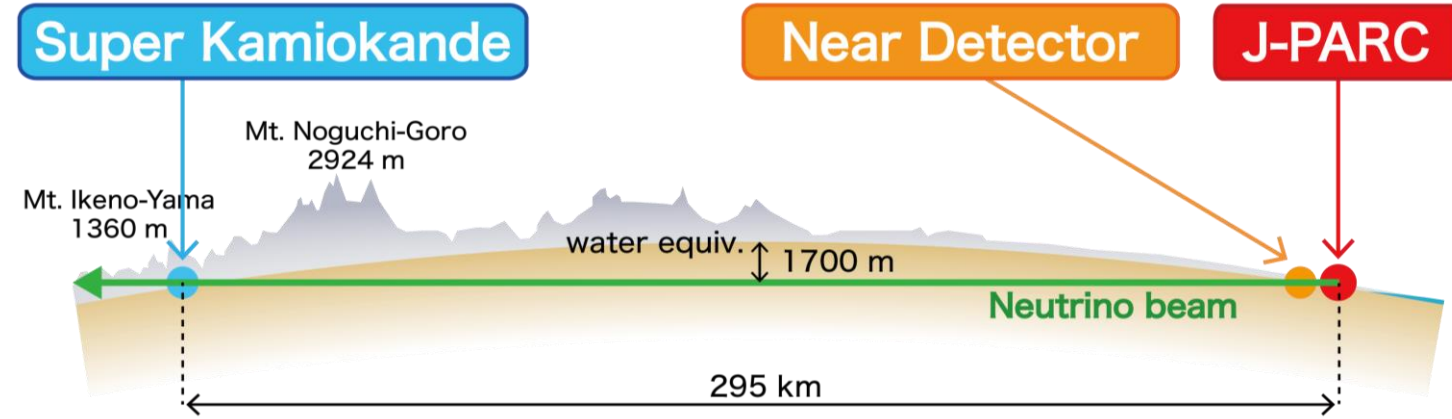 Super Kamiokande
Near Detector
J-PARC
Mt. Noguchi-Goro
2924 m
Mt. Ikeno-Yama
1360 m
water equiv.
1700 m
Neutrino beam
295 km